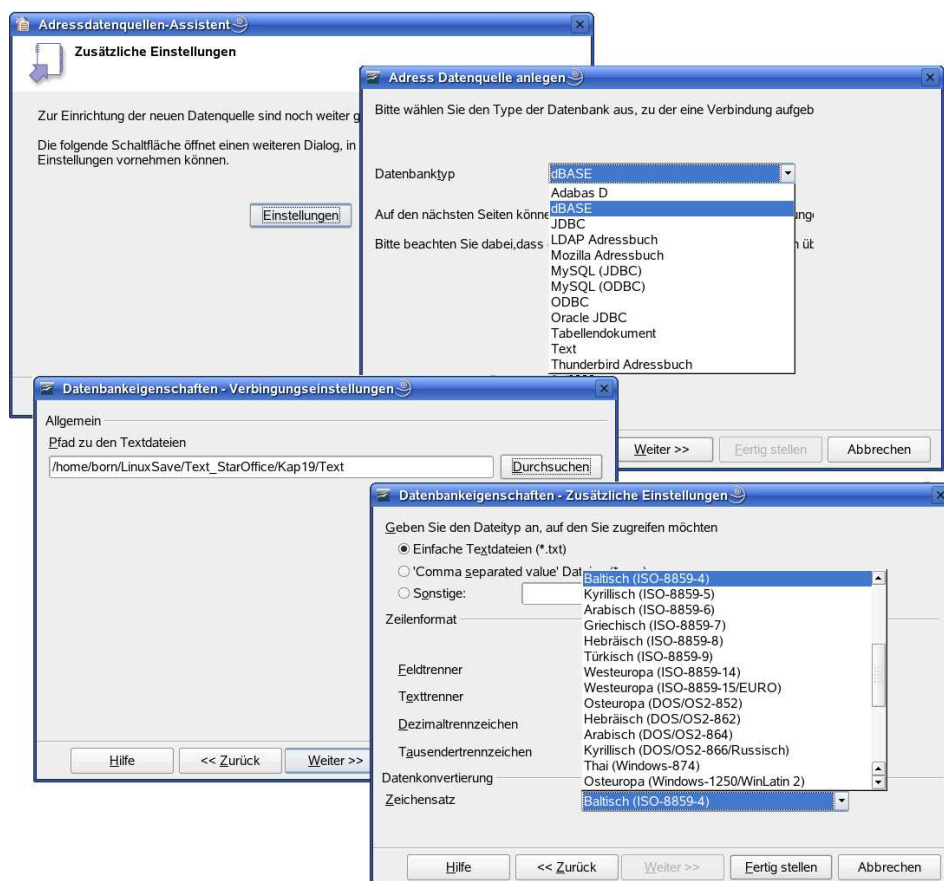 Adressdatenquellen-Assistent
Zusätzliche Einstellungen
Zur Einrichtung der neuen Datenquelle sind noch weiter
Die folgende Schaltfläche öffnet einen weiteren Dialog, in
Einstellungen vornehmen können.
Einstellungen
Adress Datenquelle anlegen
Bitte wählen Sie den Type der Datenbank aus, zu der eine Verbindung aufgeb
Datenbanktyp
dBASE
Adabas D
dBASE
Auf den nächsten Seiten könne
JDBC
LDAP Adressbuch
Bitte beachten Sie dabei,dass
Mozilla Adressbuch
MySQL (JDBC)
MySQL (ODBC)
ODBC
Oracle JDBC
Tabellendokument
Text
Thunderbird Adressbuch
Weiter >>
Fertig stellen
Abbrechen
Datenbankeigenschaften - Verbingungseinstellungen
Allgemein
Pfad zu den Textdateien
/home/born/LinuxSave/Text_StarOffice/Kap19/Text
Durchsuchen
Hilfe
<< Zurück
Weiter >>
Datenbankeigenschaften - Zusätzliche Einstellungen
Geben Sie den Dateityp an, auf den Sie zugreifen möchten
Einfache Textdateien (*.txt)
'Comma separated value'
Sonstige:
Zeilenformat
Feldtrenner
Texttrenner
Dezimaltrennzeichen
Tausendertrennzeichen
Datenkonvertierung
Zeichensatz
Baltisch (ISO-8859-4)
Kyrillisch (ISO-8859-5)
Arabisch (ISO-8859-6)
Griechisch (ISO-8859-7)
Hebräisch (ISO-8859-8)
Türkisch (ISO-8859-9)
Westeuropa (ISO-8859-14)
Westeuropa (ISO-8859-15/EURO)
Osteuropa (DOS/OS2-852)
Hebräisch (DOS/OS2-862)
Arabisch (DOS/OS2-864)
Kyrillisch (DOS/OS2-866/Russisch)
Thai (Windows-874)
Osteuropa (Windows-1250/WinLatin 2)
Baltisch (ISO-8859-4)
Hilfe
<< Zurück
Weiter >>
Fertig stellen
Abbrechen